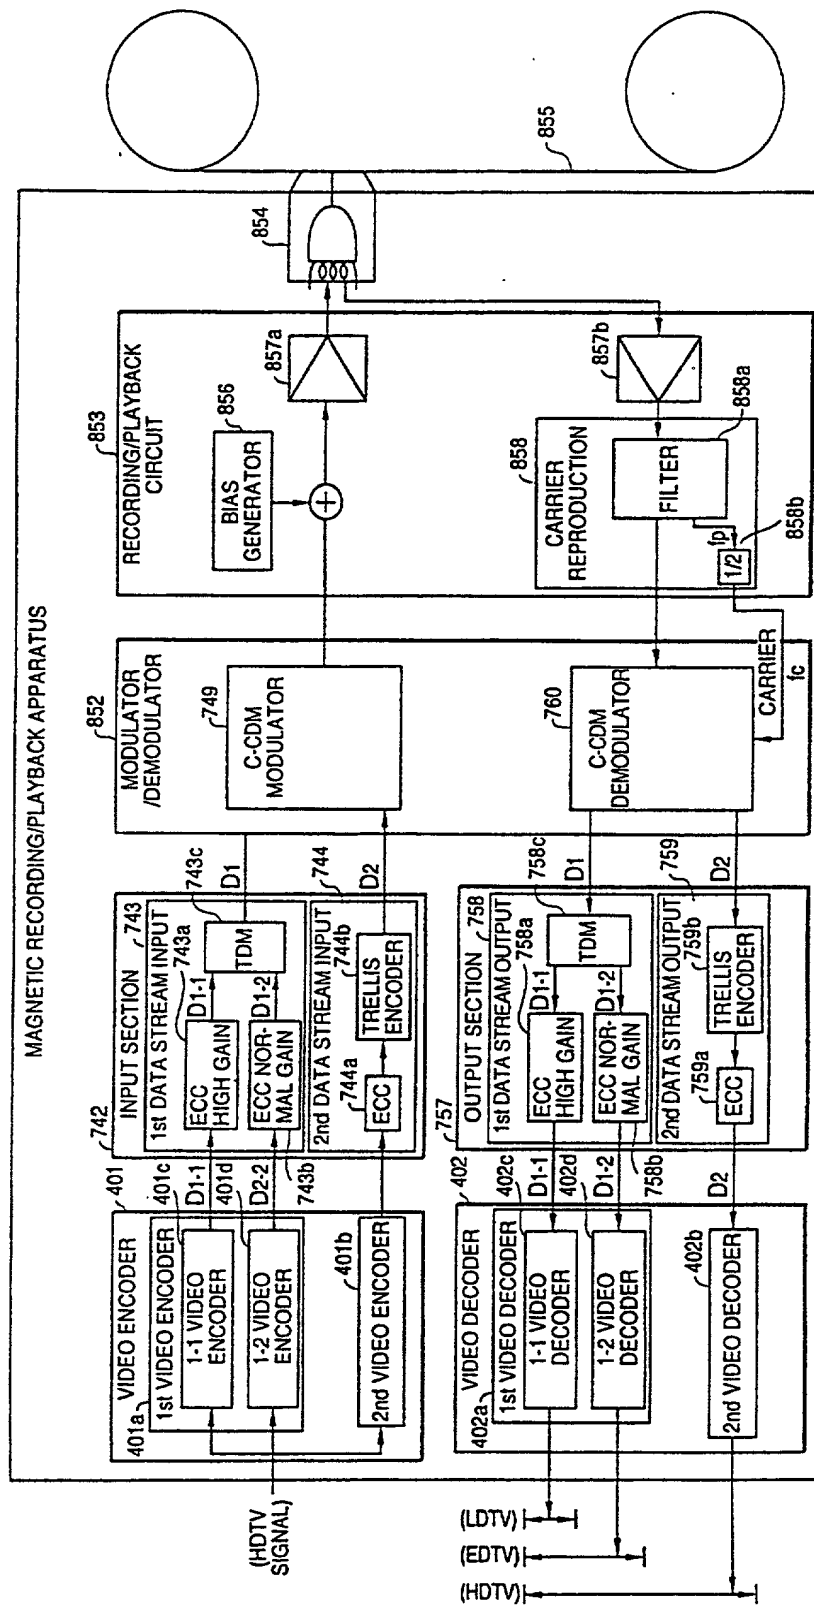 MAGNETIC RECORDING/PLAYBACK APPARATUS
401
VIDEO ENCODER
401a
1st VIDEO ENCODER
401c
1-1 VIDEO
ENCODER
401d
1-2 VIDEO
ENCODER
401b
2nd VIDEO ENCODER
(HDTV
SIGNAL)
D1-1
D2-2
742
INPUT SECTION
743
1st DATA STREAM INPUT
743a
ECC
HIGH GAIN
ECC NOR-
MAL GAIN
743b
D1-1
D1-2
743c
TDM
744
2nd DATA STREAM INPUT
744a
ECC
744b
TRELLIS
ENCODER
D1
D2
852
MODULATOR
/DEMODULATOR
749
C-CDM
MODULATOR
760
C-CDM
DEMODULATOR
CARRIER
fc
853
RECORDING/PLAYBACK
CIRCUIT
856
BIAS
GENERATOR
+
857a
857b
858
CARRIER
REPRODUCTION
858a
FILTER
fp
1/2
858b
854
855
757
OUTPUT SECTION
758
1st DATA STREAM OUTPUT
758a
ECC
HIGH GAIN
ECC NOR-
MAL GAIN
758b
D1-1
D1-2
758c
TDM
D1
759
2nd DATA STREAM OUTPUT
759a
ECC
759b
TRELLIS
ENCODER
D2
402
VIDEO DECODER
402a
1st VIDEO DECODER
402c
1-1 VIDEO
DECODER
402d
1-2 VIDEO
DECODER
402b
2nd VIDEO DECODER
D1-1
D1-2
D2
(LDTV)
(EDTV)
(HDTV)